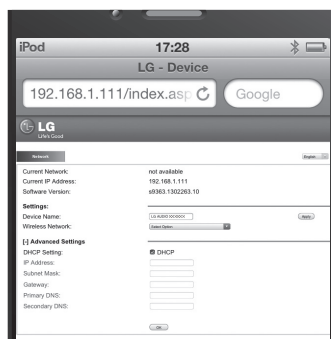 iPod 17:28
LG - Device
192.168.1.111/index.asp Google
LG
Life's Good
Network English
Current Network: not available
Current IP Address: 192.168.1.111
Software Version: s9363.1302263.10
Settings:
Device Name: LG AUDIO XX:XX:XX Apply
Wireless Network: Select Option
[-] Advanced Settings
DHCP Setting: DHCP
IP Address:
Subnet Mask:
Gateway:
Primary DNS:
Secondary DNS:
OK